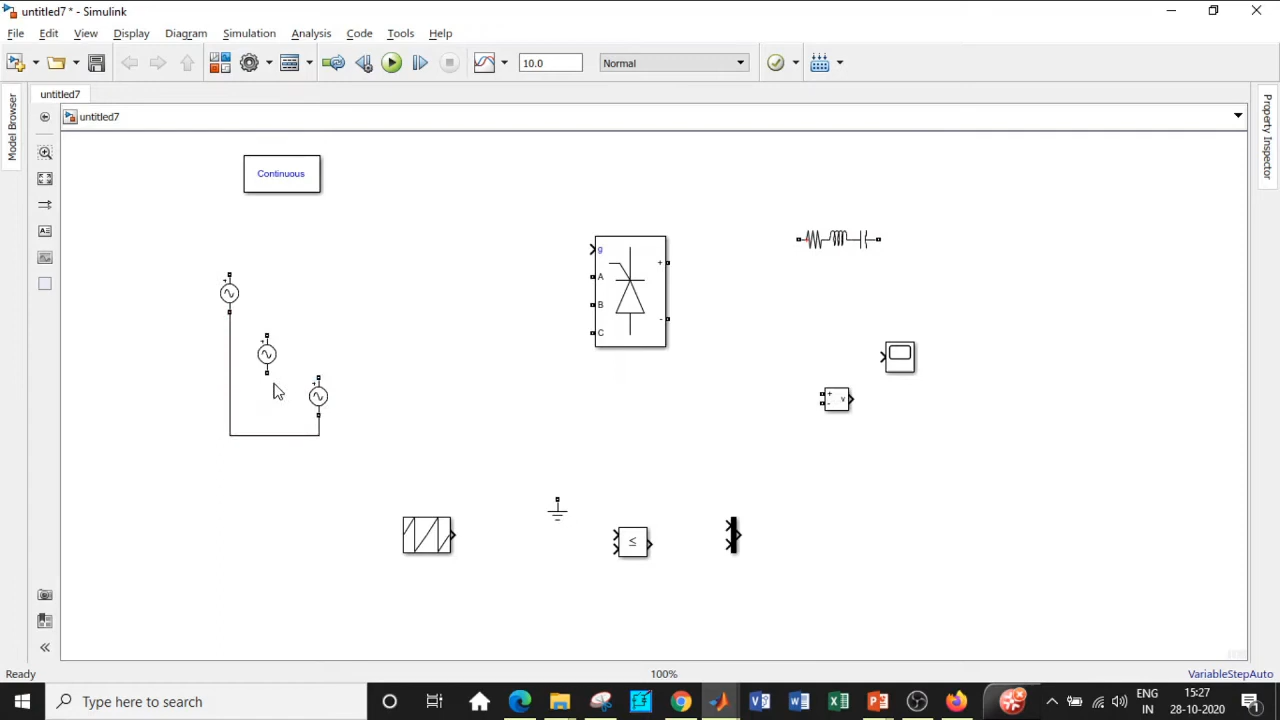 untitled7 * - Simulink
File Edit View Display Diagram Simulation Analysis Code Tools Help
10.0 Normal
untitled7
untitled7
Model Browser
Property Inspector
Continuous
g
A
B
C
+
-
+
-
v
≤
+
+
+
Ready 100% VariableStepAuto
Type here to search
ENG
IN
15:27
28-10-2020
1